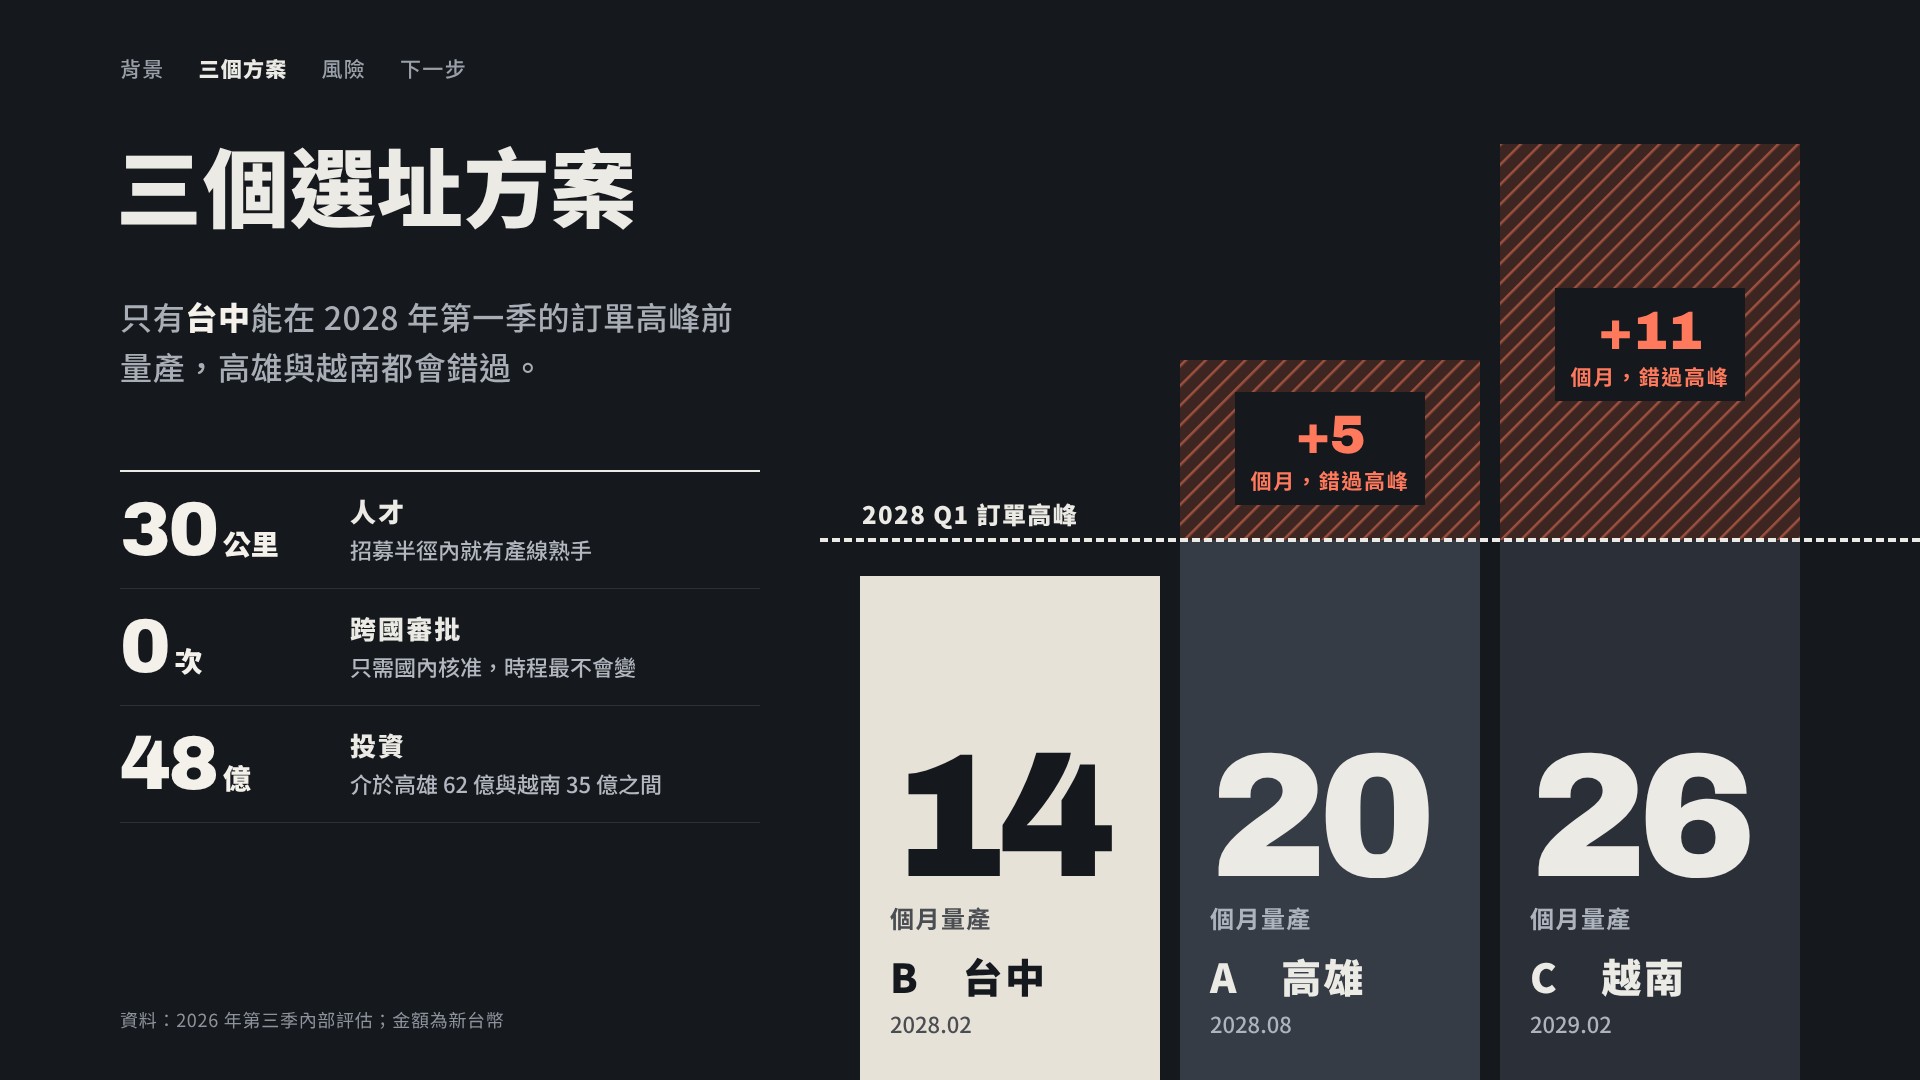 背景 三個方案 風險 下一步
三個選址方案
只有台中能在 2028 年第一季的訂單高峰前
量產，高雄與越南都會錯過。
30 公里
人才
招募半徑內就有產線熟手
0 次
跨國審批
只需國內核准，時程最不會變
48 億
投資
介於高雄 62 億與越南 35 億之間
資料：2026 年第三季內部評估；金額為新台幣
2028 Q1 訂單高峰
14
個月量產
B 台中
2028.02
+5
個月，錯過高峰
20
個月量產
A 高雄
2028.08
+11
個月，錯過高峰
26
個月量產
C 越南
2029.02